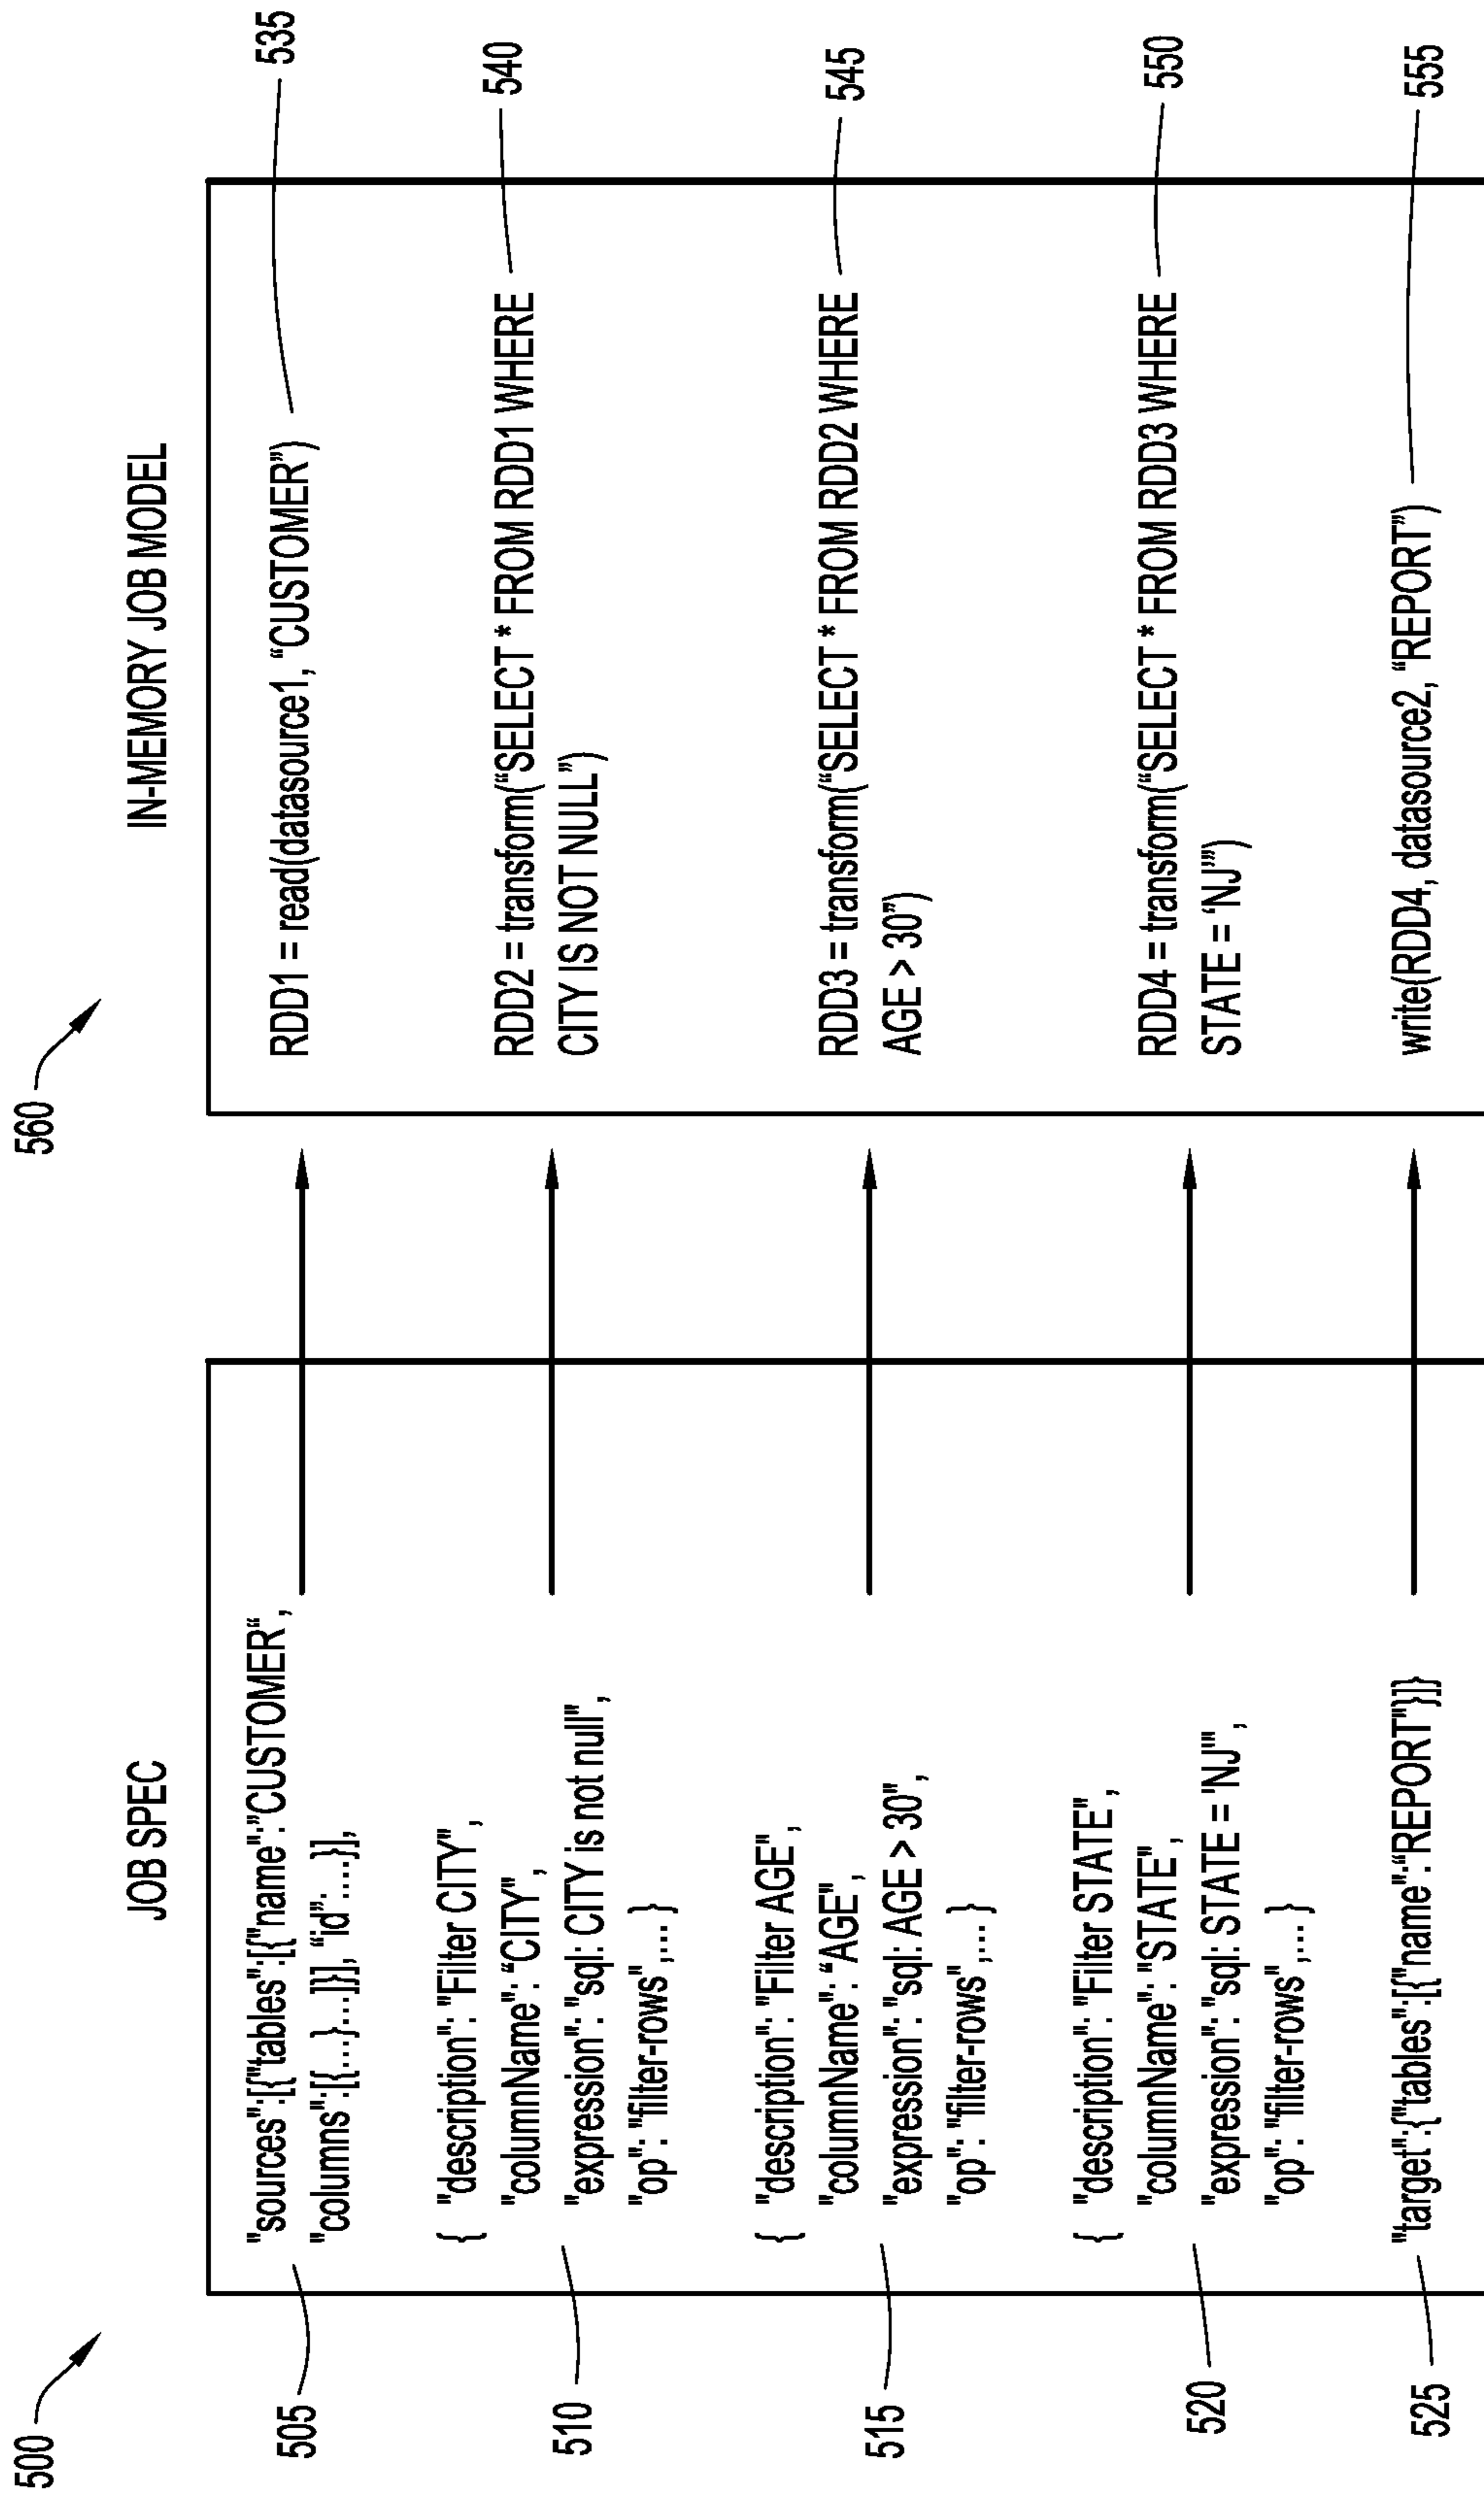 500
JOB SPEC
505
"sources":[{"tables":[{"name":”CUSTOMER“,
"columns":[{...}...]}],“id”...}],
510
{ "description": "Filter CITY",
"columnName": “CITY",
"expression": "sql: CITY is not null",
"op": "filter-rows",... }
515
{ "description": "Filter AGE",
"columnName": “AGE",
"expression": "sql: AGE > 30",
"op": "filter-rows",... }
520
{ "description": "Filter STATE",
"columnName": "STATE",
"expression": "sql: STATE = 'NJ'",
"op": "filter-rows",... }
525
"target":{"tables":[{"name":“REPORT"}]}
560
IN-MEMORY JOB MODEL
RDD1 = read(datasource1, “CUSTOMER”)
535
RDD2 = transform(“SELECT * FROM RDD1 WHERE
CITY IS NOT NULL”)
540
RDD3 = transform(“SELECT * FROM RDD2 WHERE
AGE > 30”)
545
RDD4 = transform(“SELECT * FROM RDD3 WHERE
STATE = ‘NJ’”)
550
write(RDD4, datasource2, “REPORT”)
555